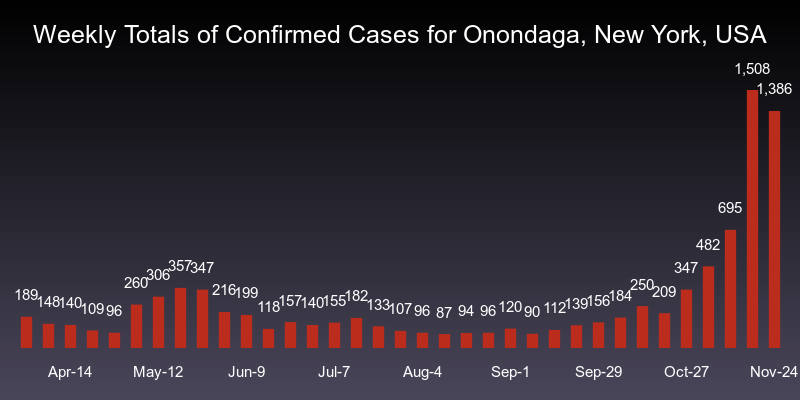 Weekly Totals of Confirmed Cases for Onondaga, New York, USA
189 148 140 109 96 260 306 357 347 216 199 118 157 140 155 182 133 107 96 87 94 96 120 90 112 139 156 184 250 209 347 482 695 1,508 1,386
Apr-14 May-12 Jun-9 Jul-7 Aug-4 Sep-1 Sep-29 Oct-27 Nov-24